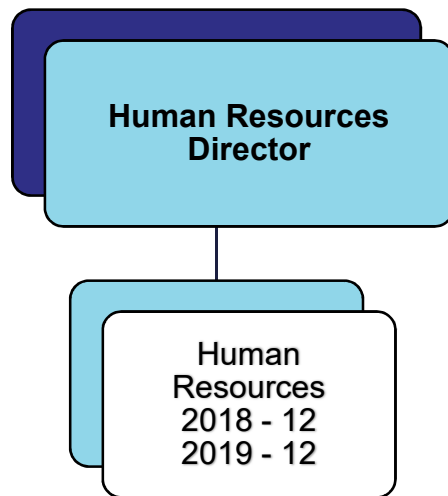 Human Resources
Director
Human
Resources
2018 - 12
2019 - 12